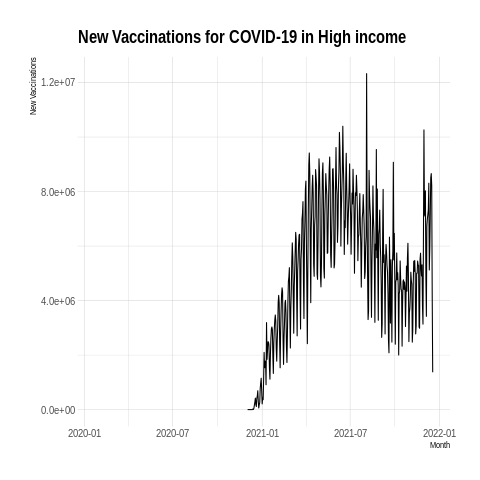 New Vaccinations for COVID-19 in High income
New Vaccinations
1.2e+07
8.0e+06
4.0e+06
0.0e+00
2020-01 2020-07 2021-01 2021-07 2022-01
Month